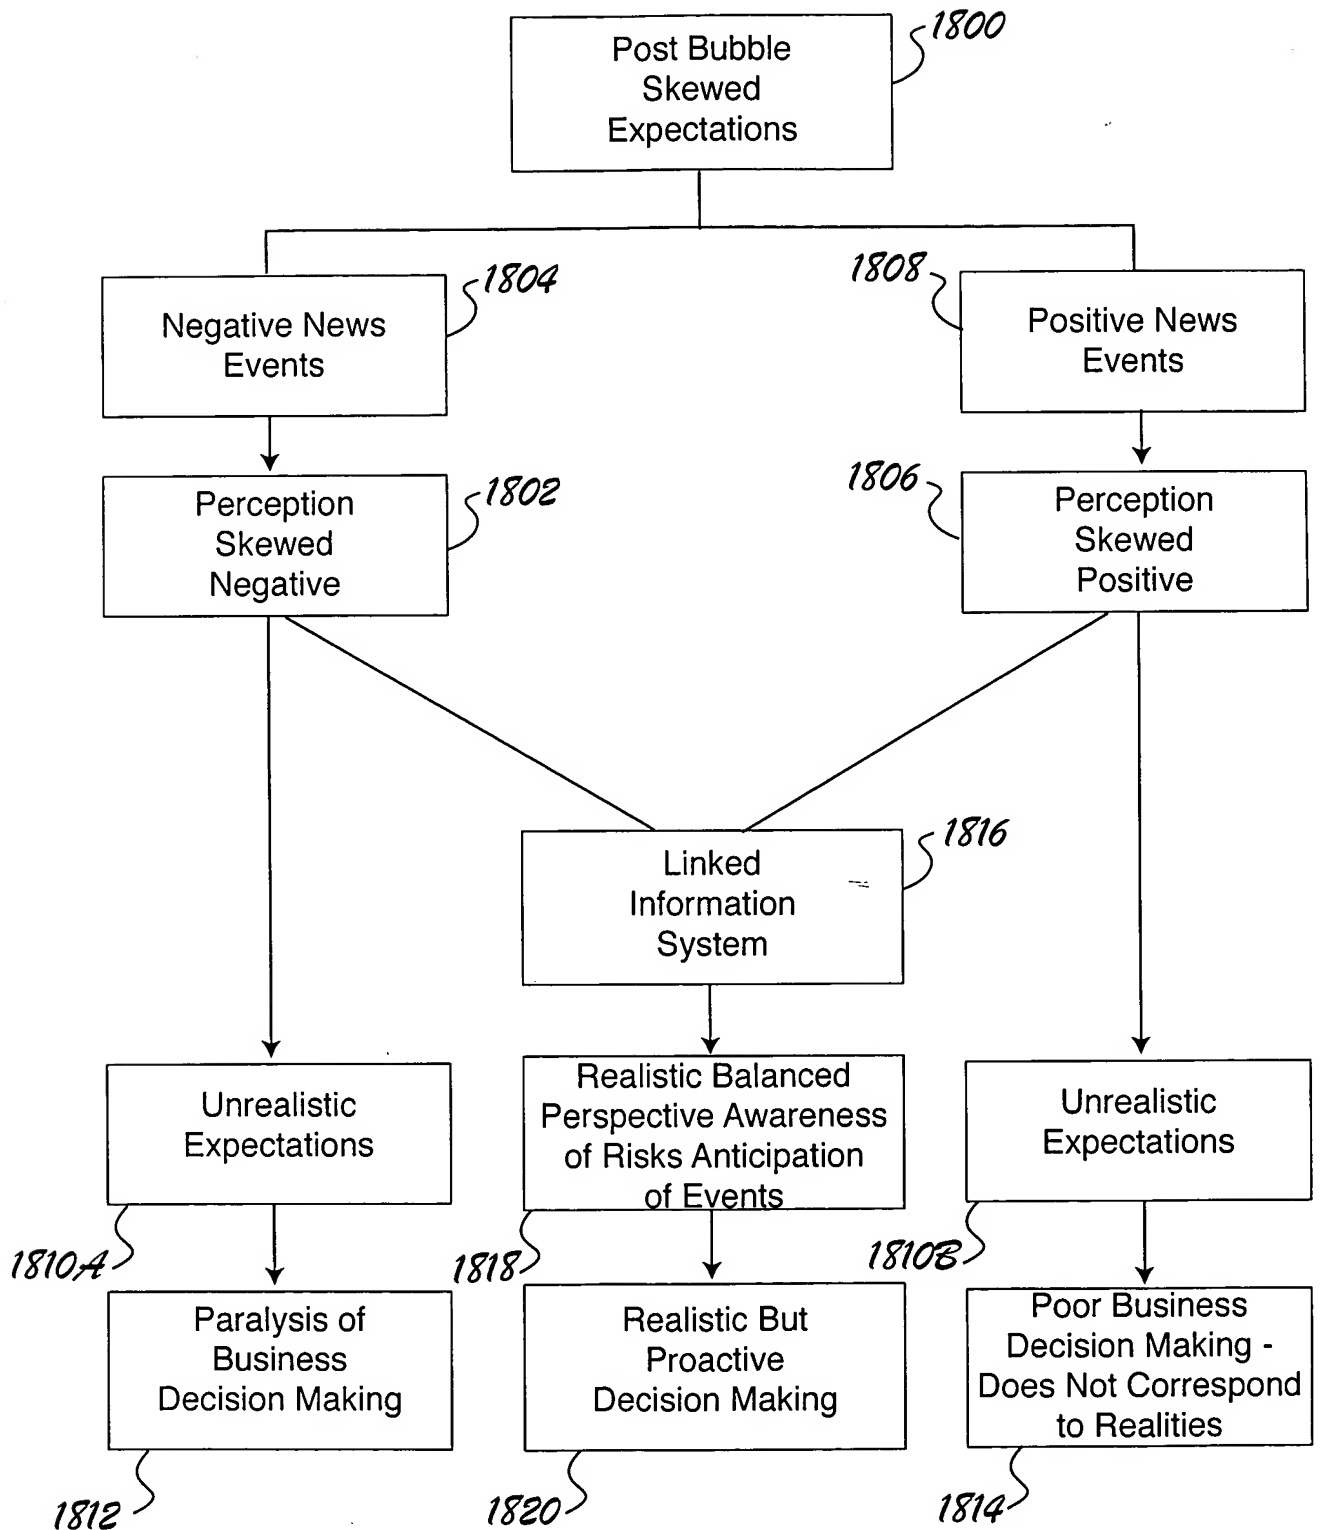 1800
Post Bubble
Skewed
Expectations
1804
Negative News
Events
1808
Positive News
Events
1802
Perception
Skewed
Negative
1806
Perception
Skewed
Positive
1816
Linked
Information
System
Unrealistic
Expectations
1810A
Realistic Balanced
Perspective Awareness
of Risks Anticipation
of Events
1818
Unrealistic
Expectations
1810B
Paralysis of
Business
Decision Making
1812
Realistic But
Proactive
Decision Making
1820
Poor Business
Decision Making -
Does Not Correspond
to Realities
1814